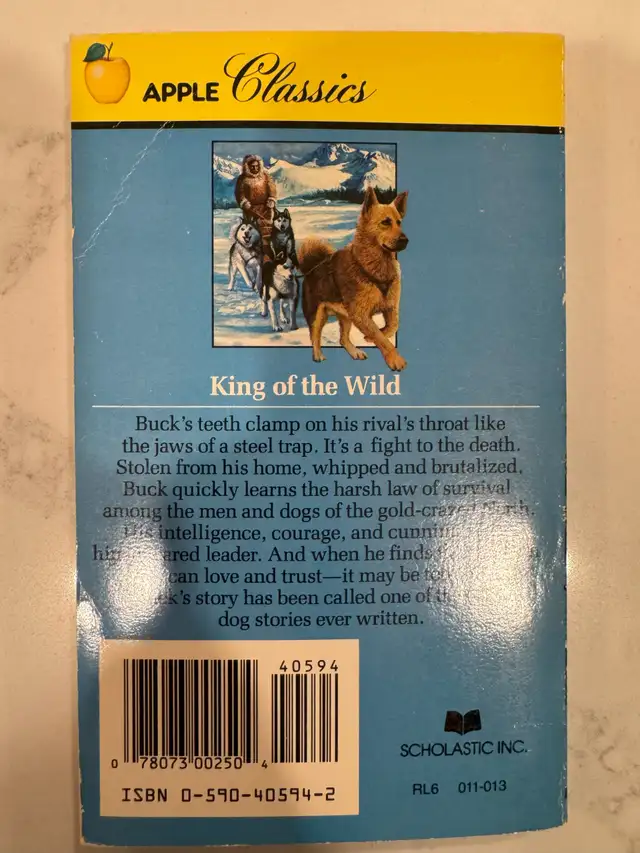 APPLE Classics
King of the Wild
Buck's teeth clamp on his rival's throat like
the jaws of a steel trap. It's a fight to the death.
Stolen from his home, whipped and brutalized,
Buck quickly learns the harsh law of survival
among the men and dogs of the gold-crazed North.
His intelligence, courage, and
leader. And when he finds
can love and trust—it may be
story has been called one of
dog stories ever written.
40594
0 78073 00250 4
ISBN 0-590-40594-2
SCHOLASTIC INC.
RL6 011-013